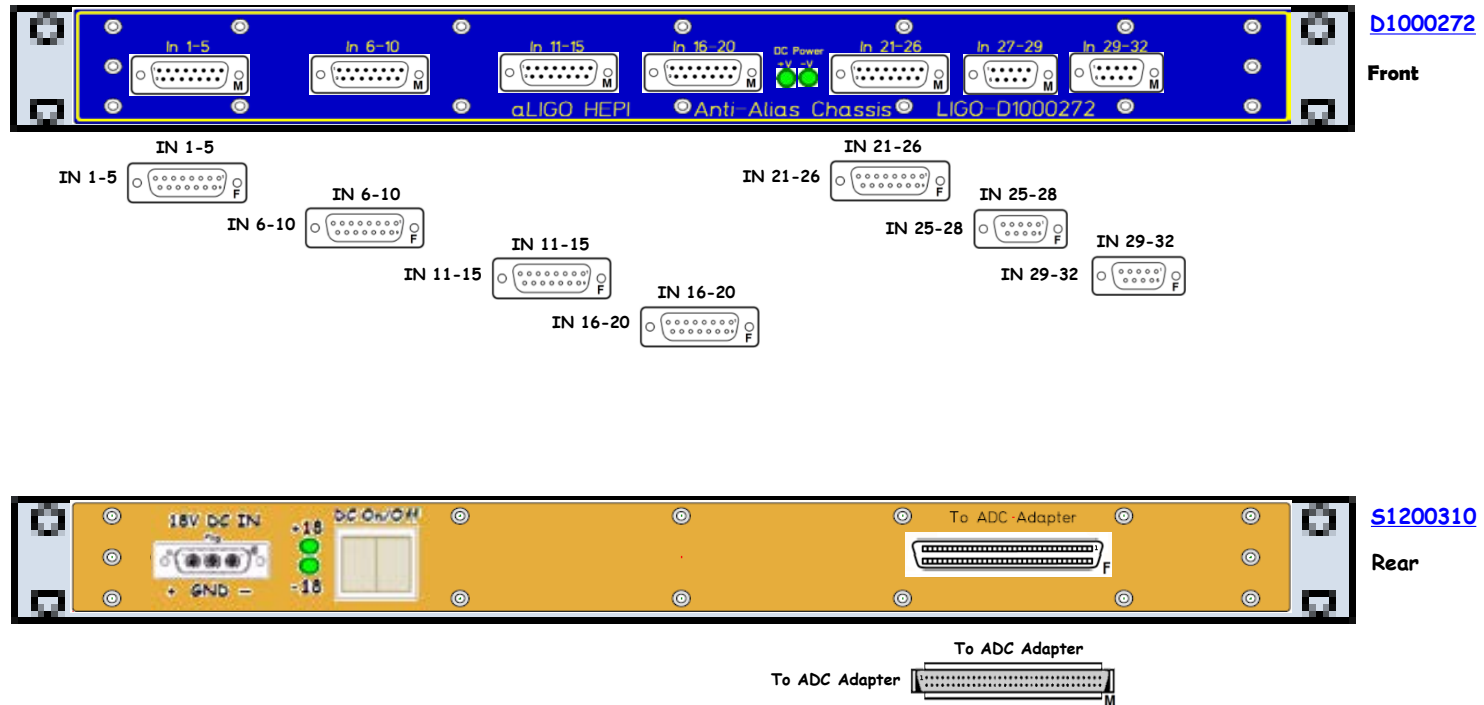 D1000272
In 1-5
In 6-10
In 11-15
In 16-20
DC Power
+V -V
In 21-26
In 27-29
In 29-32
M
M
M
M
M
M
M
Front
aLIGO HEPI
Anti-Alias Chassis
LIGO-D1000272
IN 1-5
IN 1-5
F
IN 6-10
IN 6-10
F
IN 11-15
IN 11-15
F
IN 16-20
IN 16-20
F
IN 21-26
IN 21-26
F
IN 25-28
IN 25-28
F
IN 29-32
IN 29-32
F
S1200310
18V DC IN
+18
DC On/Off
To ADC-Adapter
F
Rear
+ GND -
-18
To ADC Adapter
To ADC Adapter
M